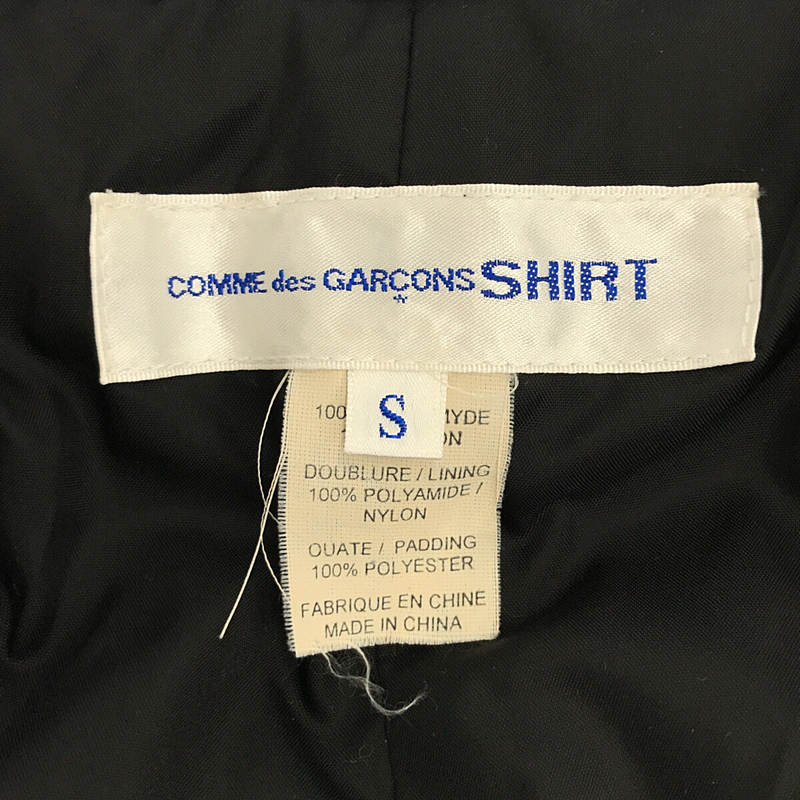 COMME des GARÇONS SHIRT
S
100
DOUBLURE / LINING
100% POLYAMIDE /
NYLON
OUATE / PADDING
100% POLYESTER
FABRIQUE EN CHINE
MADE IN CHINA